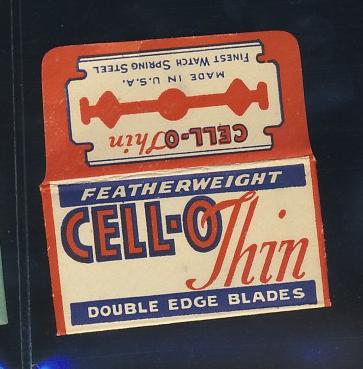 FINEST WATCH SPRING STEEL
MADE IN U.S.A.
CELL-O Thin
FEATHERWEIGHT
CELL-O Thin
DOUBLE EDGE BLADES